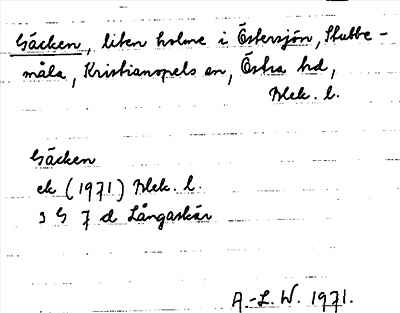 Gäcken, liten holme i Östersjön, Stubbe-
måla, Kristianopels sn, Östra hd,
Blek. l.
Gäcken
ek (1971) Blek. l.
3 G 7 d Långaskär
A.-L. W. 1971.